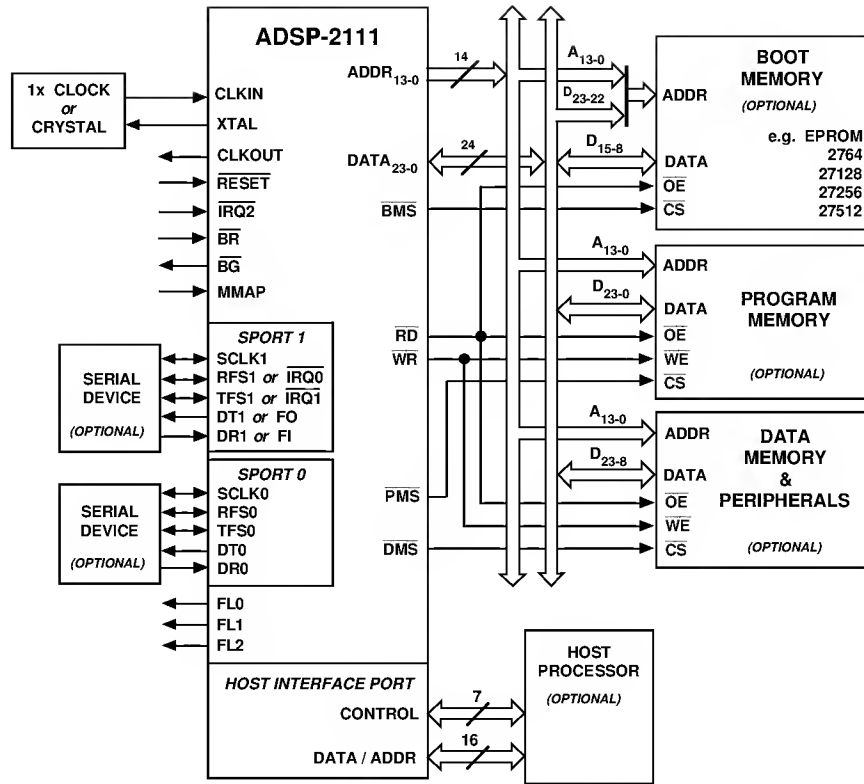 ADSP-2111
1x CLOCK
or
CRYSTAL
CLKIN
XTAL
CLKOUT
RESET
IRQ2
BR
BG
MMAP
ADDR13-0
14
DATA23-0
24
BMS
RD
WR
PMS
DMS
SPORT 1
SCLK1
RFS1 or IRQ0
TFS1 or IRQ1
DT1 or FO
DR1 or FI
SERIAL
DEVICE
(OPTIONAL)
SPORT 0
SCLK0
RFS0
TFS0
DT0
DR0
SERIAL
DEVICE
(OPTIONAL)
FL0
FL1
FL2
HOST INTERFACE PORT
CONTROL
7
DATA / ADDR
16
HOST
PROCESSOR
(OPTIONAL)
A13-0
D23-22
D15-8
BOOT
MEMORY
(OPTIONAL)
e.g. EPROM
2764
27128
27256
27512
ADDR
DATA
OE
CS
A13-0
D23-0
ADDR
DATA
OE
WE
CS
PROGRAM
MEMORY
(OPTIONAL)
A13-0
D23-8
ADDR
DATA
OE
WE
CS
DATA
MEMORY
&
PERIPHERALS
(OPTIONAL)